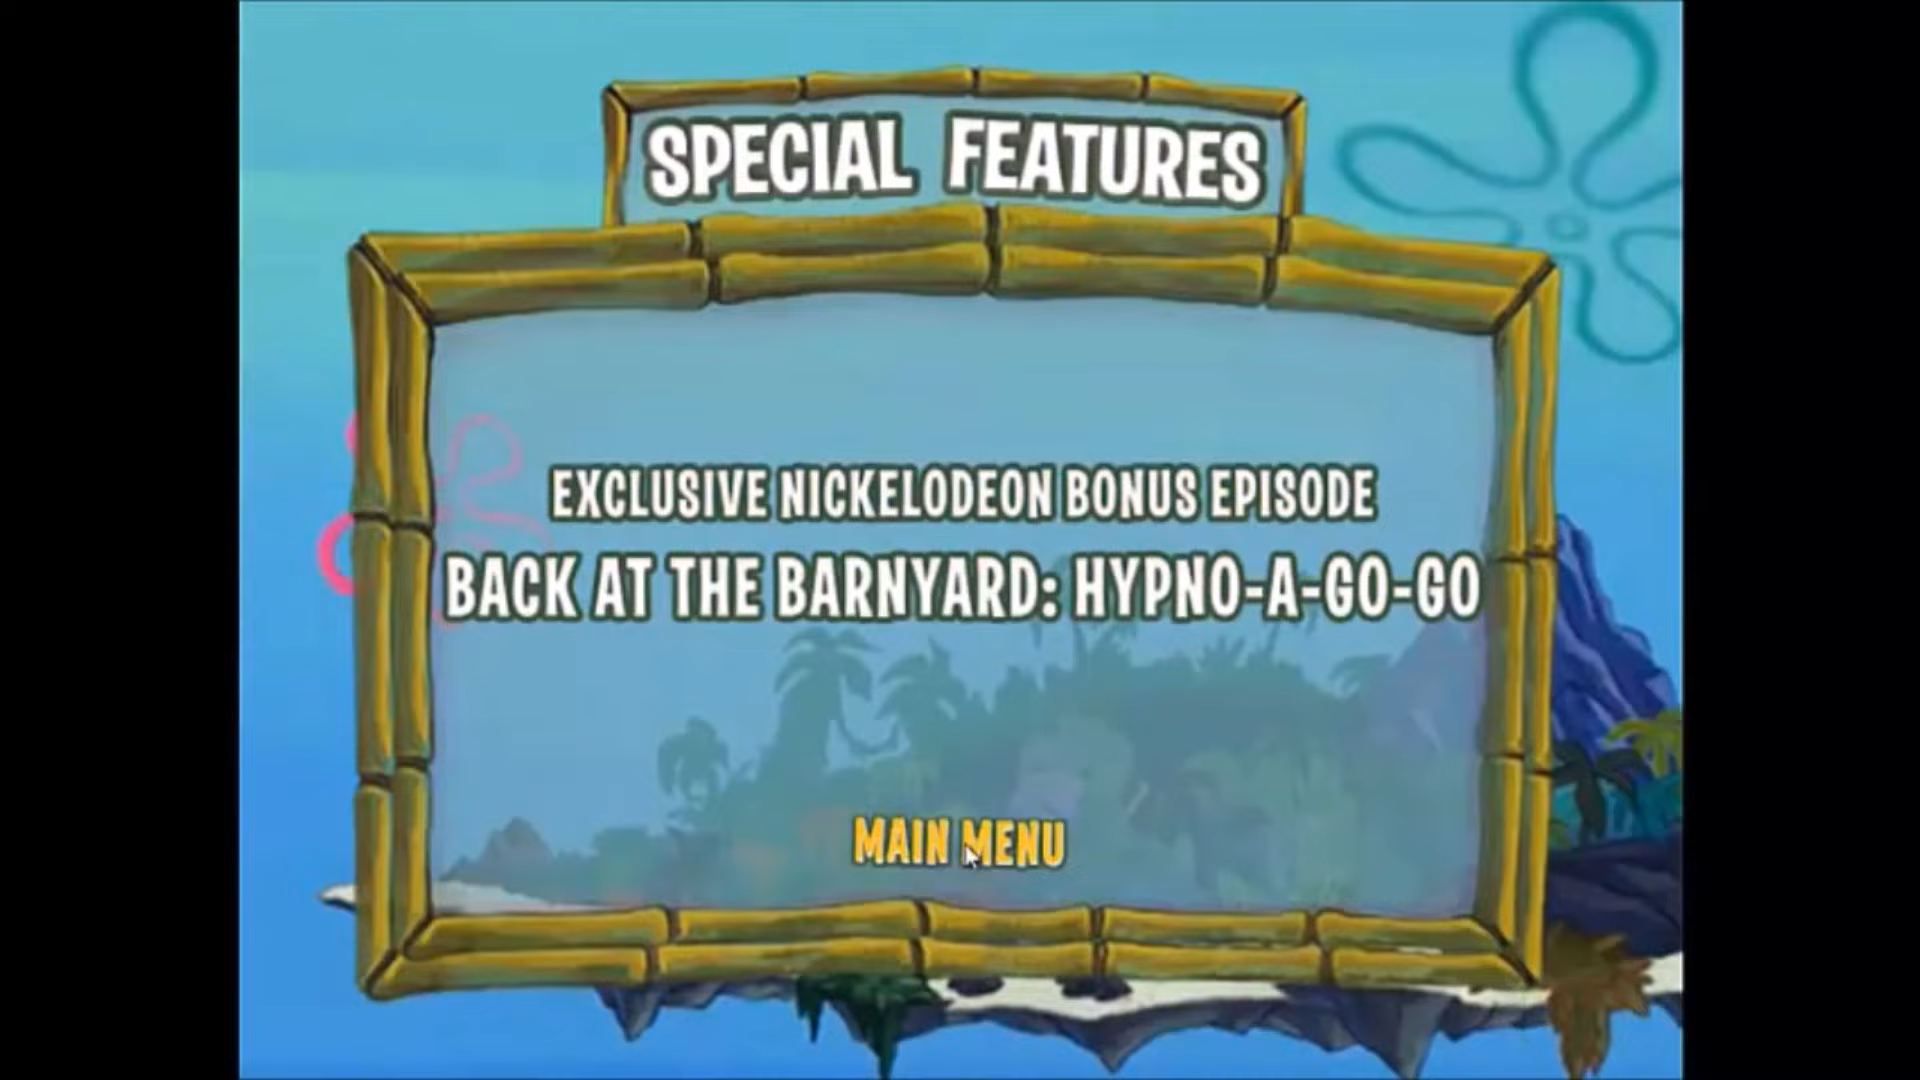 SPECIAL FEATURES
EXCLUSIVE NICKELODEON BONUS EPISODE
BACK AT THE BARNYARD: HYPNO-A-GO-GO
MAIN MENU